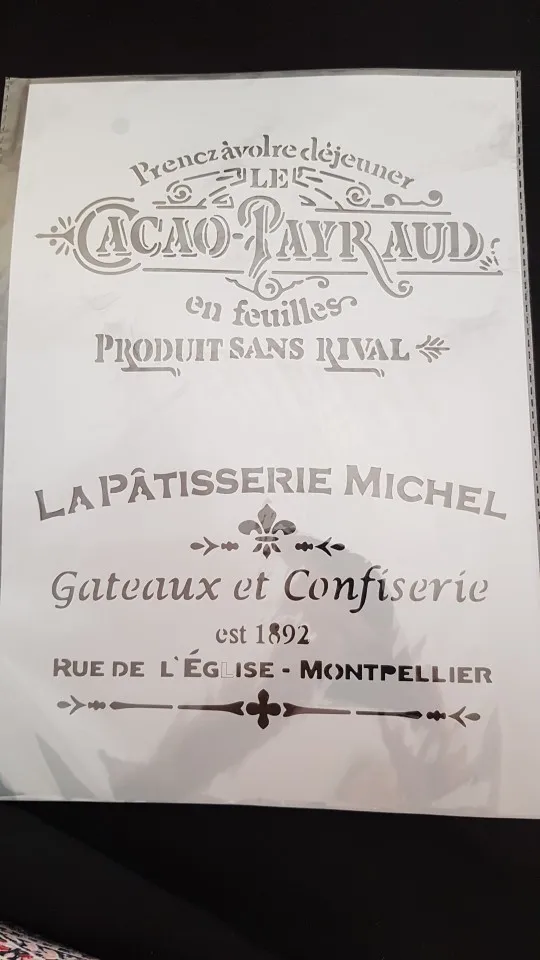 Prenez à votre déjeuner
LE
CACAO-PAYRAUD
en feuilles
PRODUIT SANS RIVAL
LA PÂTISSERIE MICHEL
Gateaux et Confiserie
est 1892
RUE DE L'ÉGLISE - MONTPELLIER